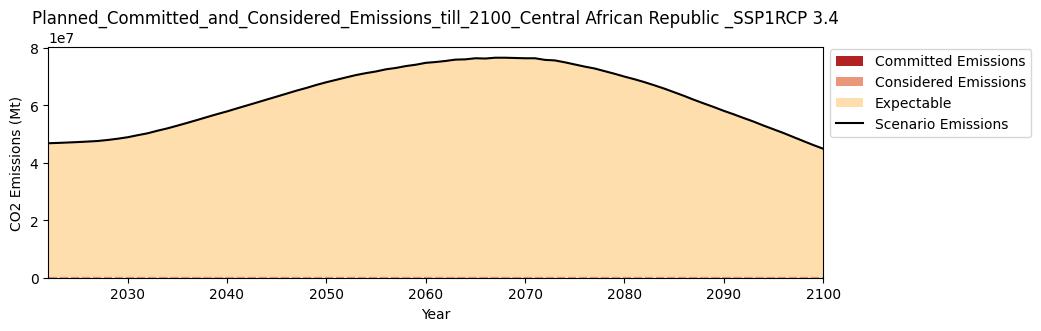 Planned_Committed_and_Considered_Emissions_till_2100_Central African Republic _SSP1RCP 3.4
1e7
8
6
4
2
0
CO2 Emissions (Mt)
2030 2040 2050 2060 2070 2080 2090 2100
Year
Committed Emissions
Considered Emissions
Expectable
Scenario Emissions